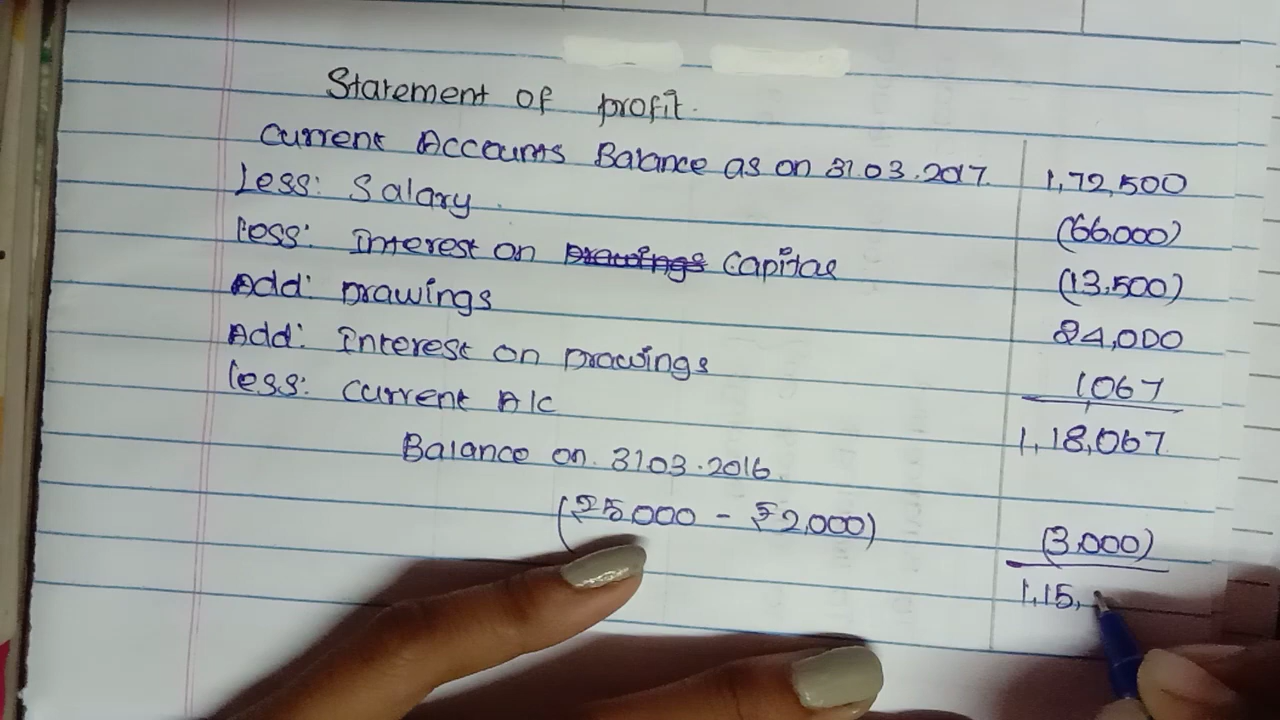 Statement of profit.
Current Accounts Balance as on 31.03.2017. 1,72,500
Less: Salary. (66,000)
Less: Interest on Drawings Capital (13,500)
Add: Drawings 24,000
Add: Interest on Drawings 1,067
Less: Current A/c 1,18,067
Balance on. 31.03.2016.
(₹5,000 - ₹2,000) (3,000)
1,15,